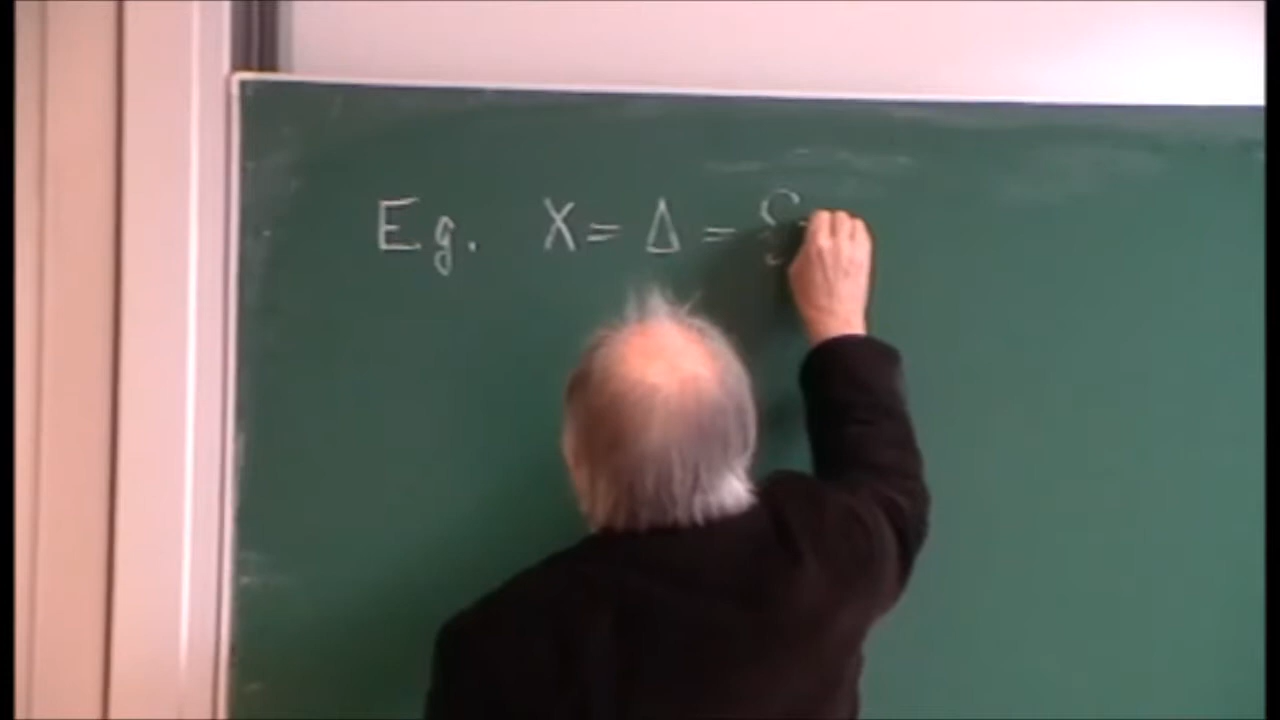 Eg. X = Δ = {